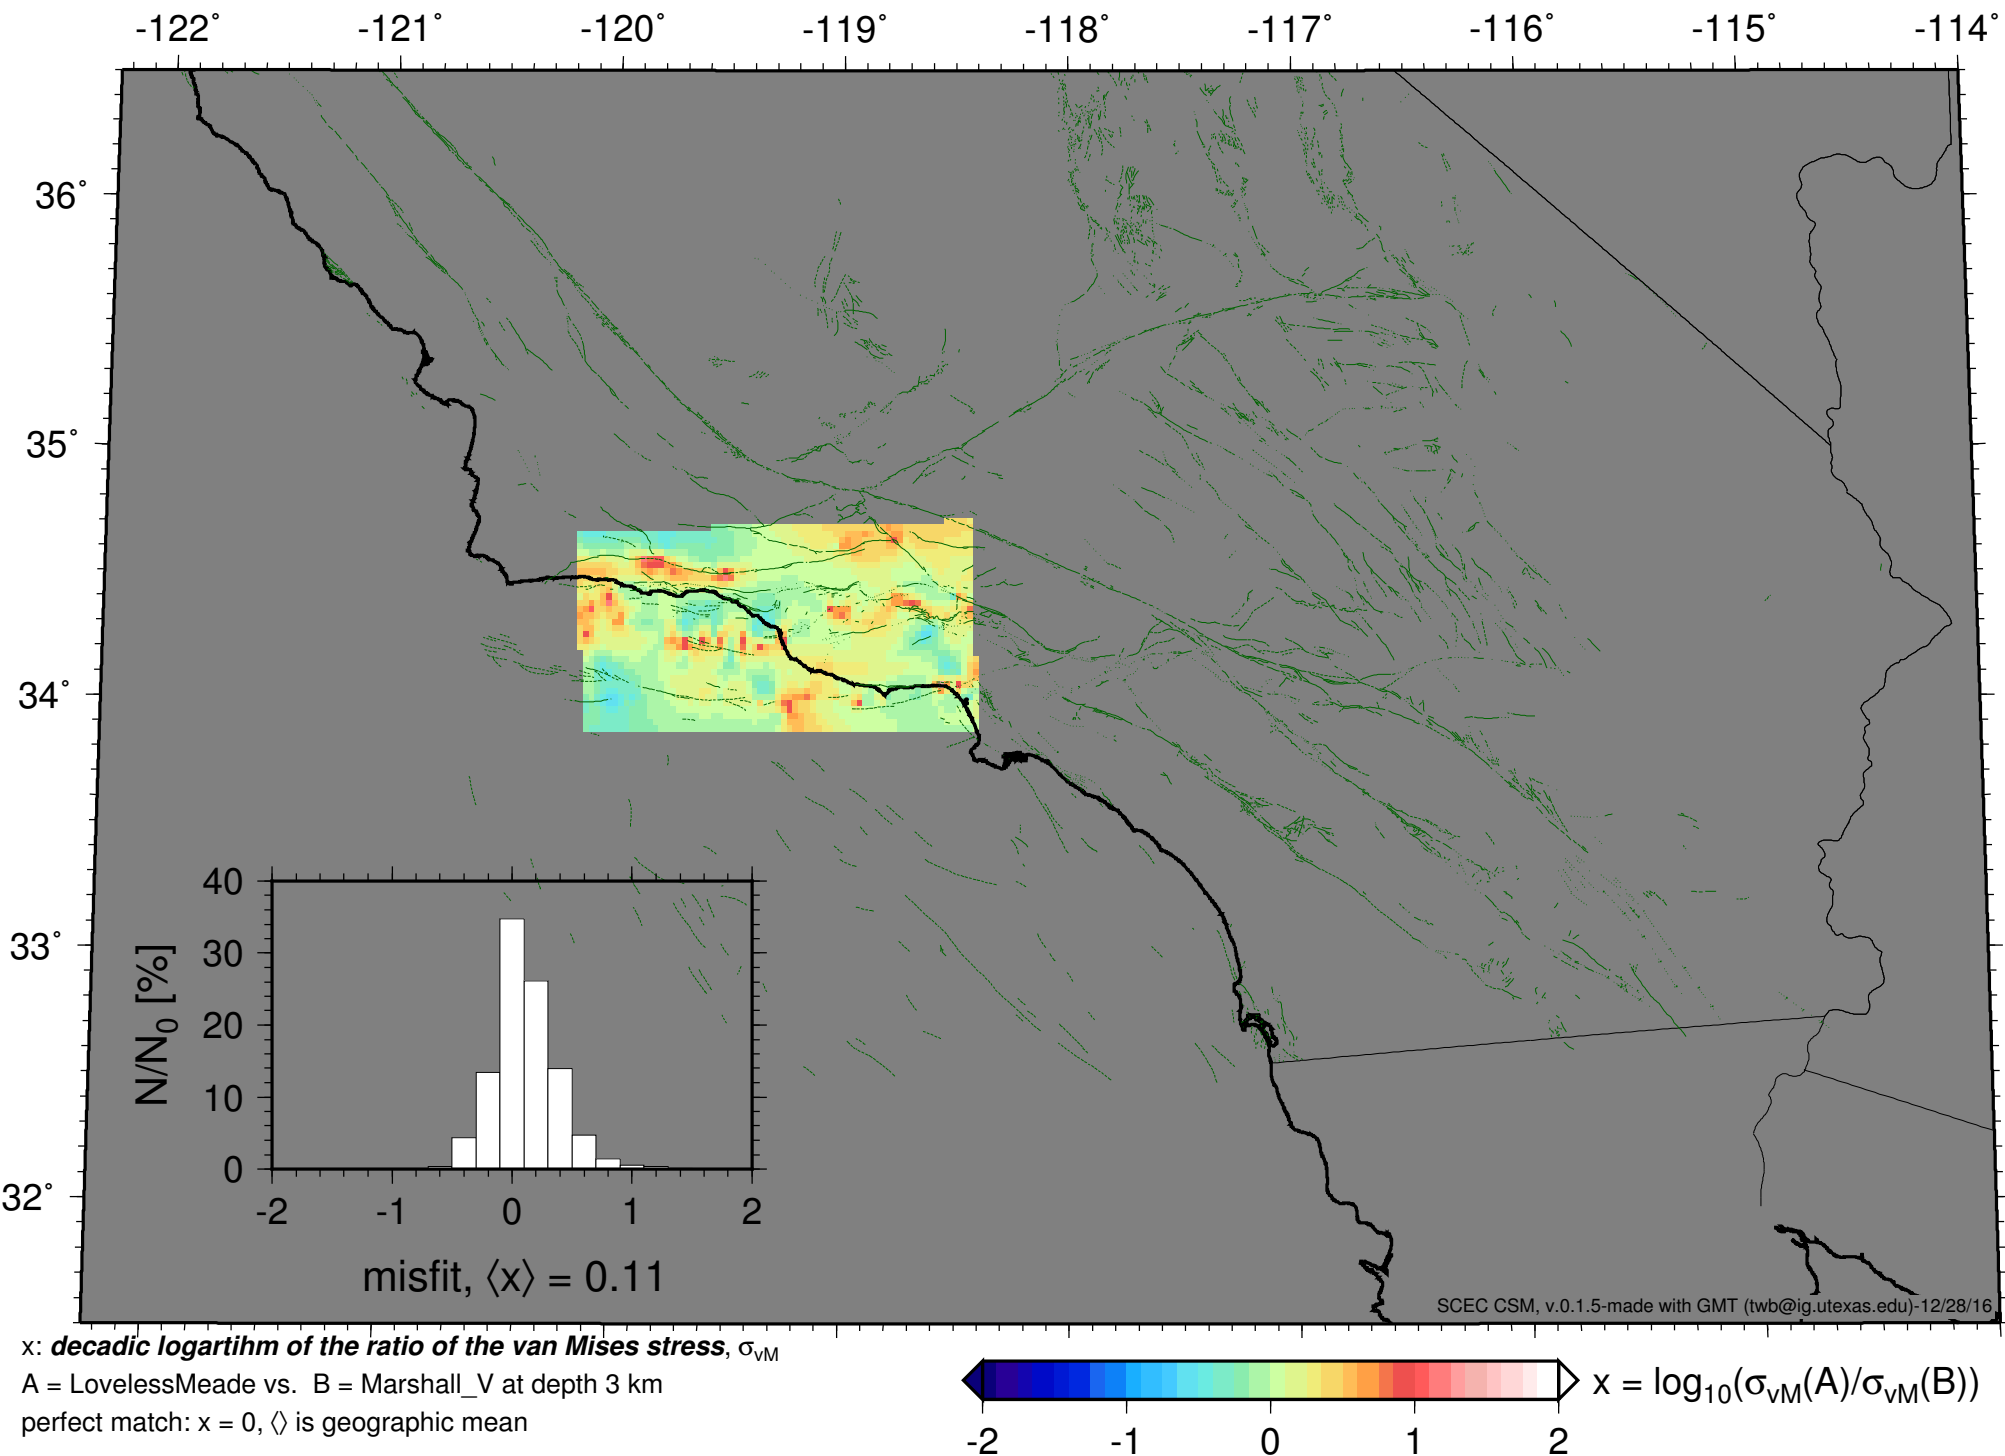 -122° -121° -120° -119° -118° -117° -116° -115° -114°
36°
35°
34°
33°
32°
40
30
20
10
0
N/N0 [%]
-2 -1 0 1 2
misfit, ⟨x⟩ = 0.11
SCEC CSM, v.0.1.5-made with GMT (twb@ig.utexas.edu)-12/28/16
x: decadic logartihm of the ratio of the van Mises stress, σvM
A = LovelessMeade vs. B = Marshall_V at depth 3 km
perfect match: x = 0, ⟨⟩ is geographic mean
x = log10(σvM(A)/σvM(B))
-2 -1 0 1 2